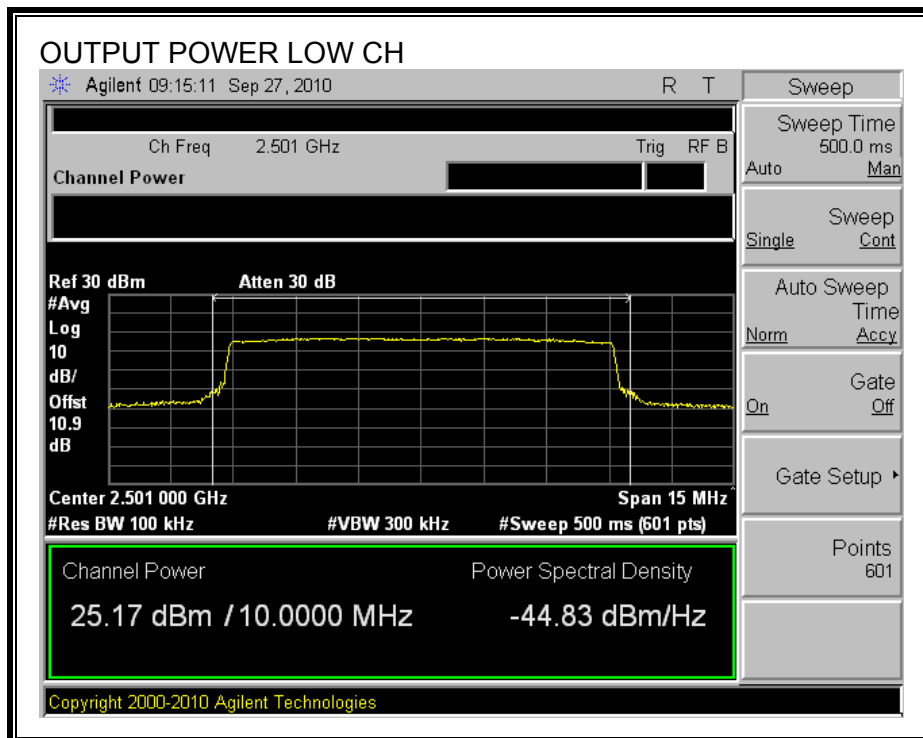 OUTPUT POWER LOW CH
Agilent 09:15:11 Sep 27, 2010 R T
Sweep
Ch Freq 2.501 GHz Trig RF B
Channel Power
Sweep Time
500.0 ms
Auto Man
Sweep
Single Cont
Auto Sweep
Time
Norm Accy
Gate
On Off
Gate Setup
Points
601
Ref 30 dBm Atten 30 dB
#Avg
Log
10
dB/
Offst
10.9
dB
Center 2.501 000 GHz Span 15 MHz
#Res BW 100 kHz #VBW 300 kHz #Sweep 500 ms (601 pts)
Channel Power Power Spectral Density
25.17 dBm / 10.0000 MHz -44.83 dBm/Hz
Copyright 2000-2010 Agilent Technologies